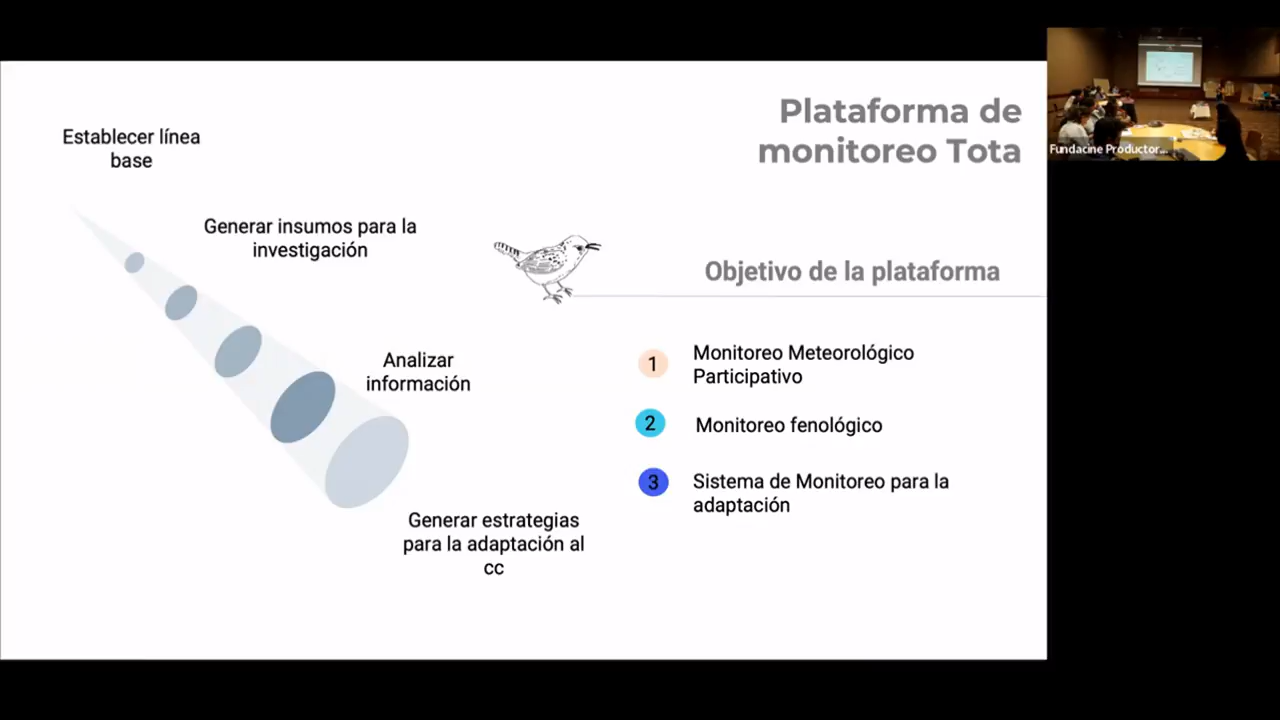 Plataforma de
monitoreo Tota
Establecer línea
base
Generar insumos para la
investigación
Analizar
información
Generar estrategias
para la adaptación al
cc
Objetivo de la plataforma
1 Monitoreo Meteorológico
Participativo
2 Monitoreo fenológico
3 Sistema de Monitoreo para la
adaptación
Fundacine Productor...